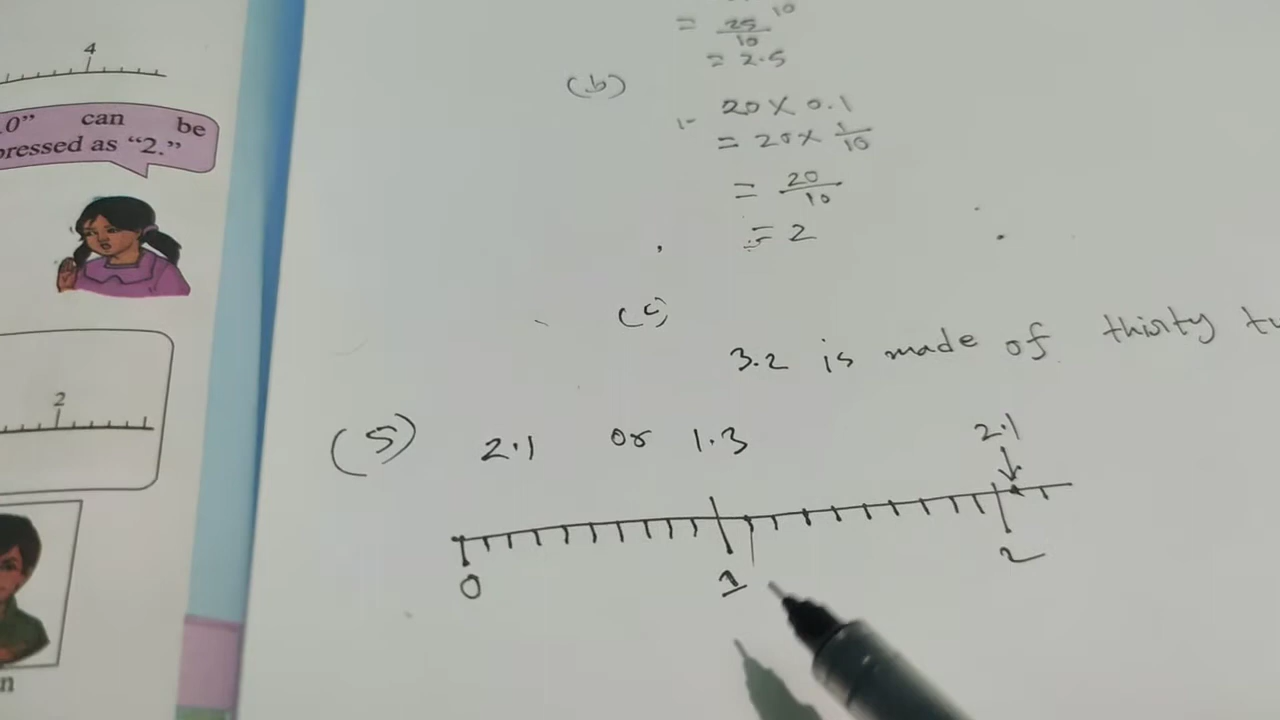 4
0" can be
pressed as "2."
2
n
= 25/10 10
= 2.5
(b)
20 × 0.1
= 20 × 1/10
= 20/10
= 2
(c)
3.2 is made of thirty
(5) 2.1 or 1.3
2.1
0 1 2